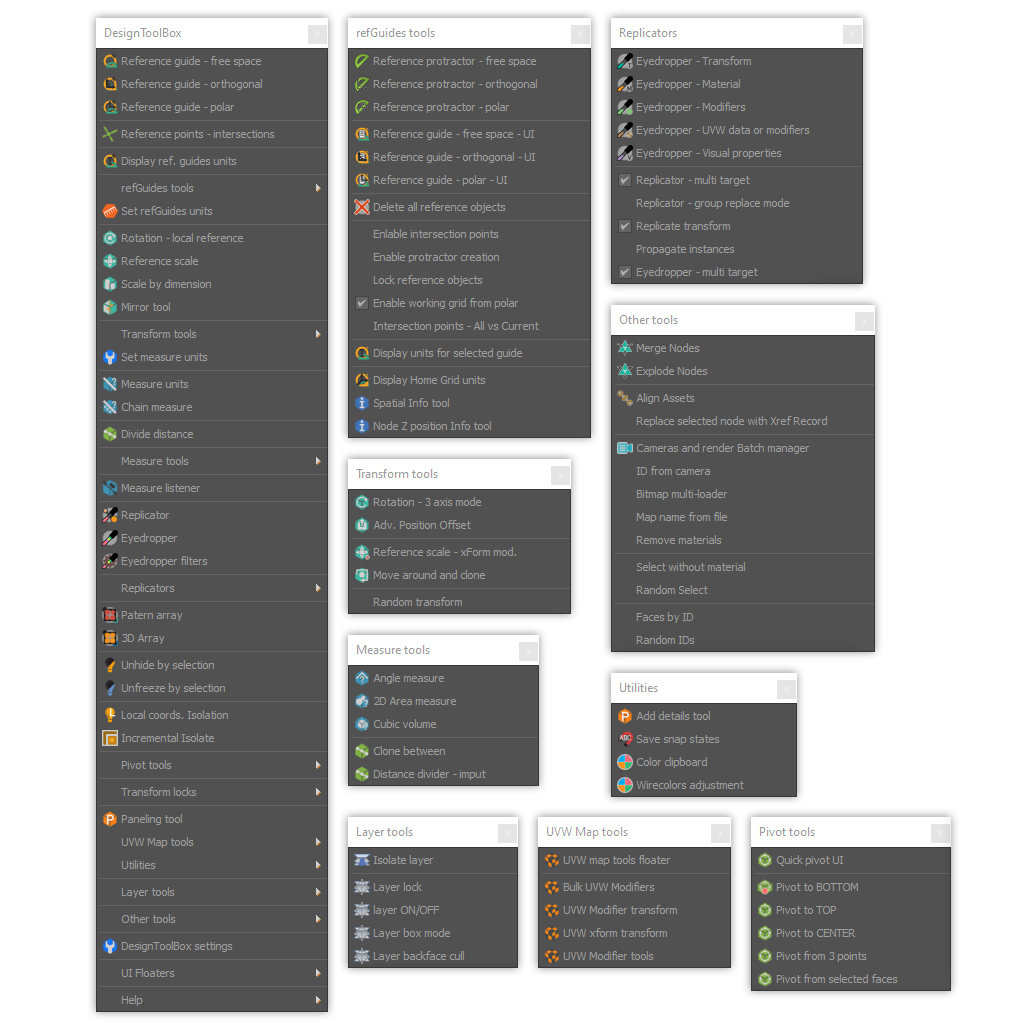 DesignToolBox
Reference guide - free space
Reference guide - orthogonal
Reference guide - polar
Reference points - intersections
Display ref. guides units
refGuides tools
Set refGuides units
Rotation - local reference
Reference scale
Scale by dimension
Mirror tool
Transform tools
Set measure units
Measure units
Chain measure
Divide distance
Measure tools
Measure listener
Replicator
Eyedropper
Eyedropper filters
Replicators
Patern array
3D Array
Unhide by selection
Unfreeze by selection
Local coords. Isolation
Incremental Isolate
Pivot tools
Transform locks
Paneling tool
UVW Map tools
Utilities
Layer tools
Other tools
DesignToolBox settings
UI Floaters
Help
refGuides tools
Reference protractor - free space
Reference protractor - orthogonal
Reference protractor - polar
Reference guide - free space - UI
Reference guide - orthogonal - UI
Reference guide - polar - UI
Delete all reference objects
Enlable intersection points
Enable protractor creation
Lock reference objects
Enable working grid from polar
Intersection points - All vs Current
Display units for selected guide
Display Home Grid units
Spatial Info tool
Node Z position Info tool
Transform tools
Rotation - 3 axis mode
Adv. Position Offset
Reference scale - xForm mod.
Move around and clone
Random transform
Measure tools
Angle measure
2D Area measure
Cubic volume
Clone between
Distance divider - imput
Layer tools
Isolate layer
Layer lock
layer ON/OFF
Layer box mode
Layer backface cull
Replicators
Eyedropper - Transform
Eyedropper - Material
Eyedropper - Modifiers
Eyedropper - UVW data or modifiers
Eyedropper - Visual properties
Replicator - multi target
Replicator - group replace mode
Replicate transform
Propagate instances
Eyedropper - multi target
Other tools
Merge Nodes
Explode Nodes
Align Assets
Replace selected node with Xref Record
Cameras and render Batch manager
ID from camera
Bitmap multi-loader
Map name from file
Remove materials
Select without material
Random Select
Faces by ID
Random IDs
Utilities
Add details tool
Save snap states
Color clipboard
Wirecolors adjustment
UVW Map tools
UVW map tools floater
Bulk UVW Modifiers
UVW Modifier transform
UVW xform transform
UVW Modifier tools
Pivot tools
Quick pivot UI
Pivot to BOTTOM
Pivot to TOP
Pivot to CENTER
Pivot from 3 points
Pivot from selected faces